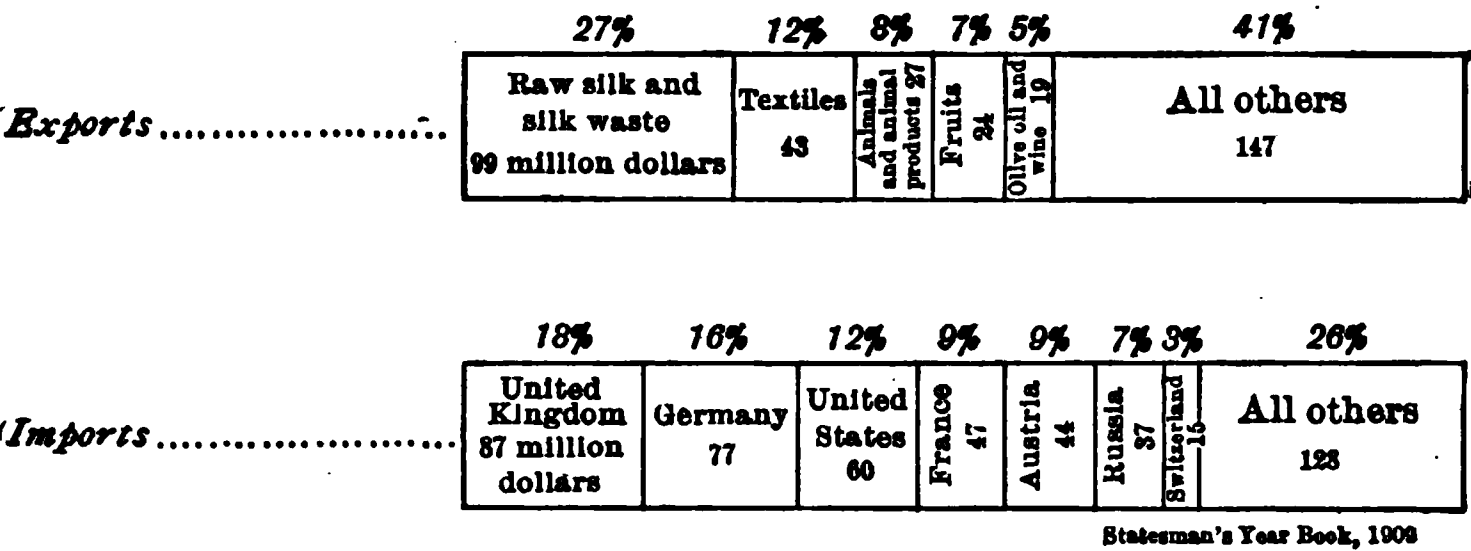 27% 12% 8% 7% 5% 41%
Exports
Raw silk and
silk waste
99 million dollars
Textiles
43
Animals
and animal
products 27
Fruits
24
Olive oil and
wine 19
All others
147
18% 16% 12% 9% 9% 7% 3% 26%
Imports
United
Kingdom
87 million
dollars
Germany
77
United
States
60
France
47
Austria
44
Russia
37
Switzerland
15
All others
123
Statesman's Year Book, 1909